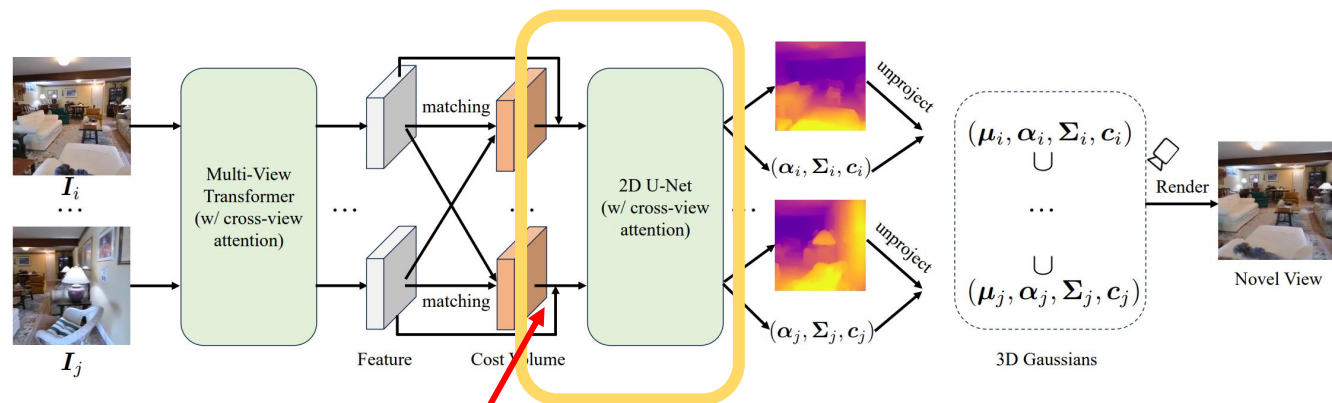 I_i
...
I_j
Multi-View
Transformer
(w/ cross-view
attention)
...
matching
matching
...
Feature
Cost Volume
2D U-Net
(w/ cross-view
attention)
...
unproject
(α_i, Σ_i, c_i)
unproject
(α_j, Σ_j, c_j)
(μ_i, α_i, Σ_i, c_i)
∪
...
∪
(μ_j, α_j, Σ_j, c_j)
3D Gaussians
Render
Novel View